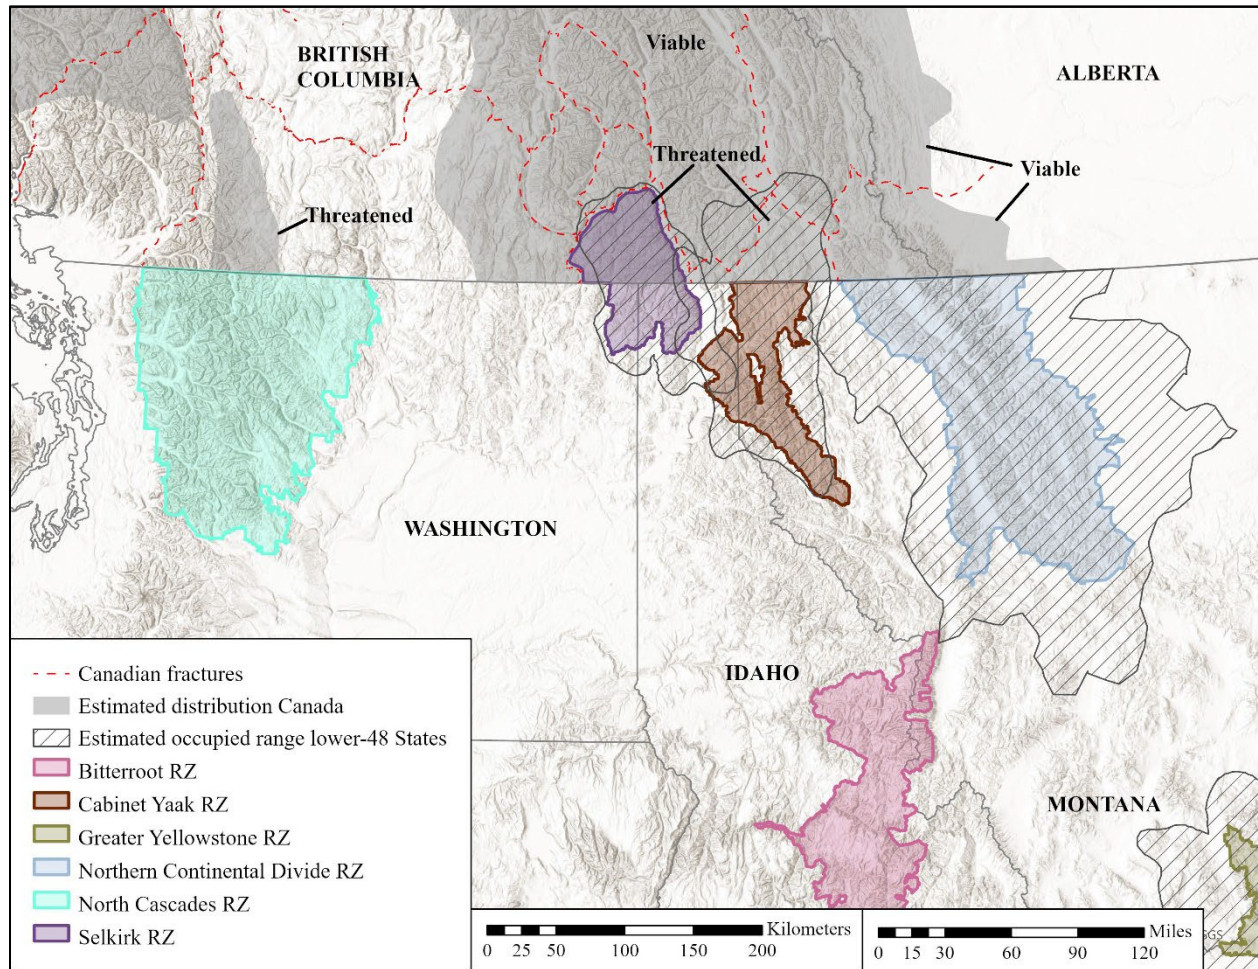 BRITISH
COLUMBIA
Viable
ALBERTA
Threatened
Viable
Threatened
WASHINGTON
IDAHO
MONTANA
Canadian fractures
Estimated distribution Canada
Estimated occupied range lower-48 States
Bitterroot RZ
Cabinet Yaak RZ
Greater Yellowstone RZ
Northern Continental Divide RZ
North Cascades RZ
Selkirk RZ
Kilometers
0 25 50 100 150 200
Miles
0 15 30 60 90 120